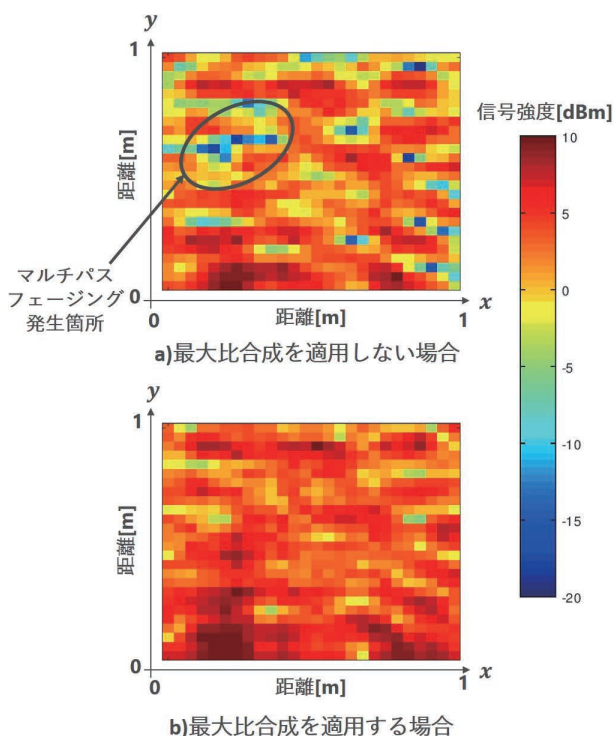 y
1
距離[m]
0
0
距離[m]
1
x
マルチパス
フェージング
発生箇所
a)最大比合成を適用しない場合
信号強度[dBm]
10
5
0
-5
-10
-15
-20
y
1
距離[m]
0
0
距離[m]
1
x
b)最大比合成を適用する場合